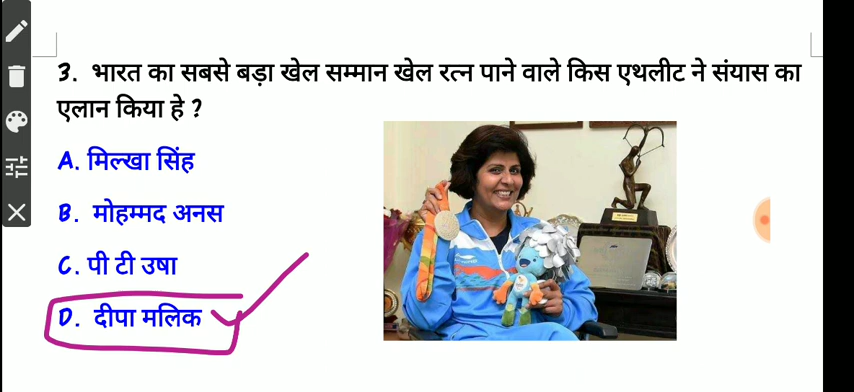 3. भारत का सबसे बड़ा खेल सम्मान खेल रत्न पाने वाले किस एथलीट ने संयास का
एलान किया हे ?
A. मिल्खा सिंह
B. मोहम्मद अनस
C. पी टी उषा
D. दीपा मलिक